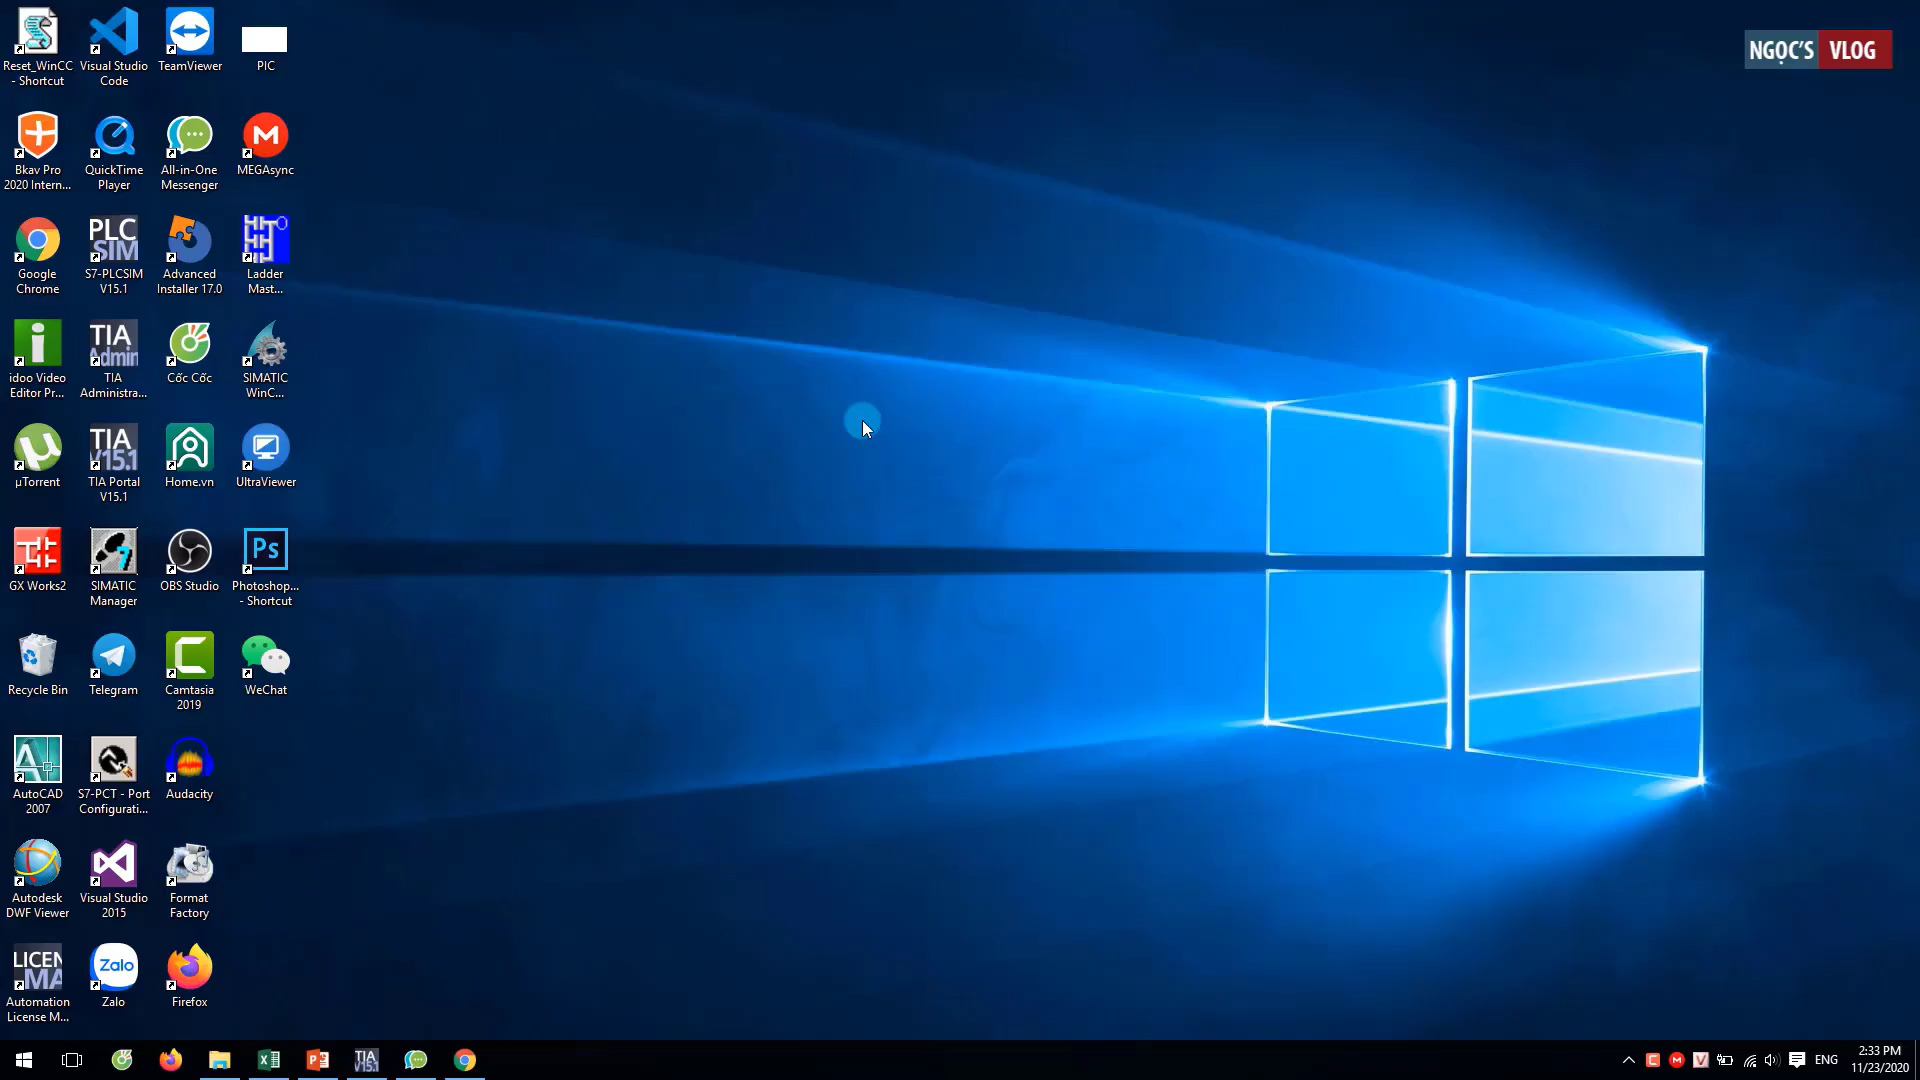 NGỌC'S VLOG
Reset_WinCC
- Shortcut
Visual Studio
Code
TeamViewer
PIC
Bkav Pro
2020 Intern...
QuickTime
Player
All-in-One
Messenger
MEGAsync
Google
Chrome
PLC
SIM
S7-PLCSIM
V15.1
Advanced
Installer 17.0
Ladder
Mast...
idoo Video
Editor Pr...
TIA
Admin
TIA
Administra...
Cốc Cốc
SIMATIC
WinC...
µTorrent
TIA
V15.1
TIA Portal
V15.1
Home.vn
UltraViewer
GX Works2
SIMATIC
Manager
OBS Studio
Ps
Photoshop...
- Shortcut
Recycle Bin
Telegram
Camtasia
2019
WeChat
AutoCAD
2007
S7-PCT - Port
Configurati...
Audacity
Autodesk
DWF Viewer
Visual Studio
2015
Format
Factory
LICEN
MA
Automation
License M...
Zalo
Zalo
Firefox
TIA
V15.1
ENG
2:33 PM
11/23/2020